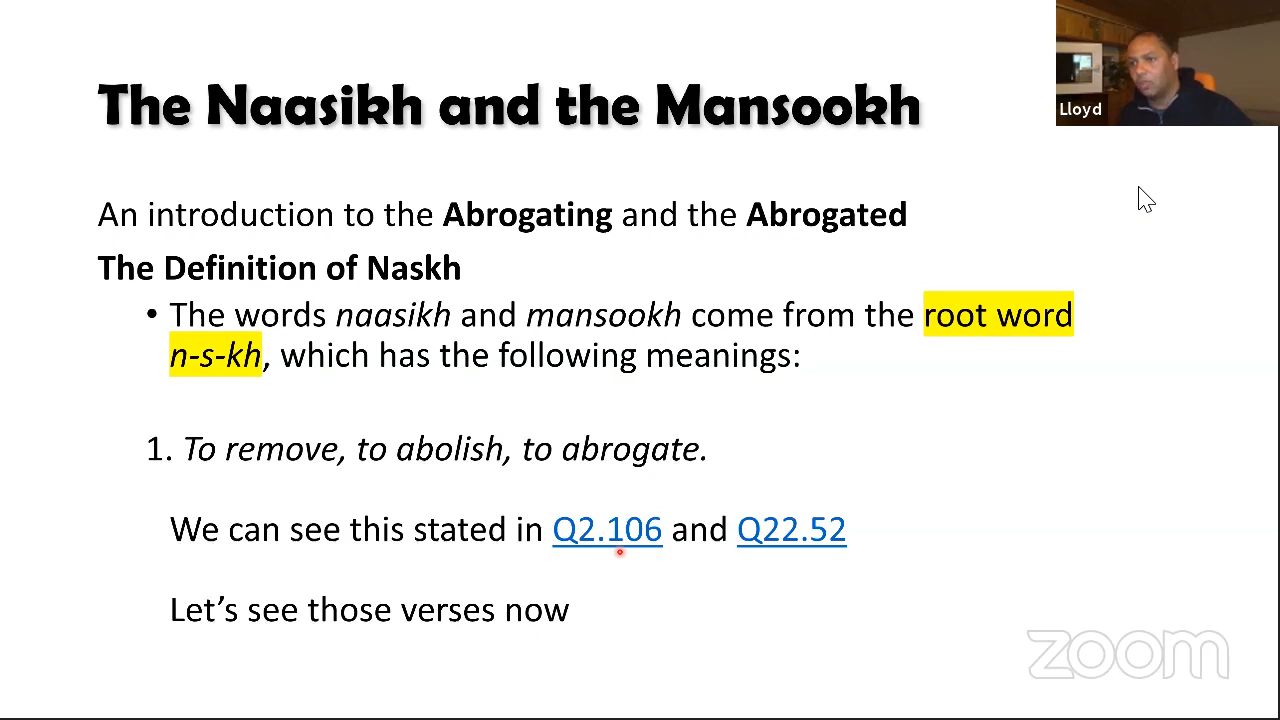 The Naasikh and the Mansookh
Lloyd
An introduction to the Abrogating and the Abrogated
The Definition of Naskh
• The words naasikh and mansookh come from the root word
n-s-kh, which has the following meanings:
1. To remove, to abolish, to abrogate.
We can see this stated in Q2.106 and Q22.52
Let’s see those verses now
zoom